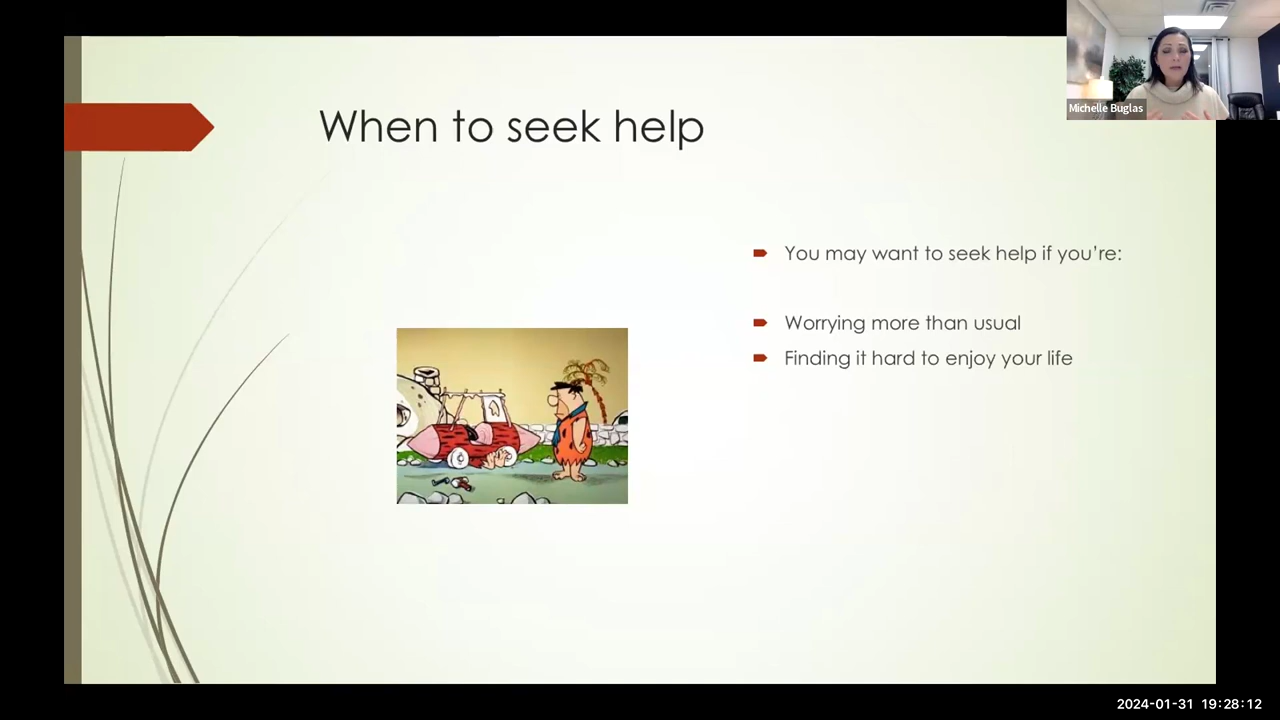 Michelle Buglas
When to seek help
You may want to seek help if you're:
Worrying more than usual
Finding it hard to enjoy your life
2024-01-31 19:28:12